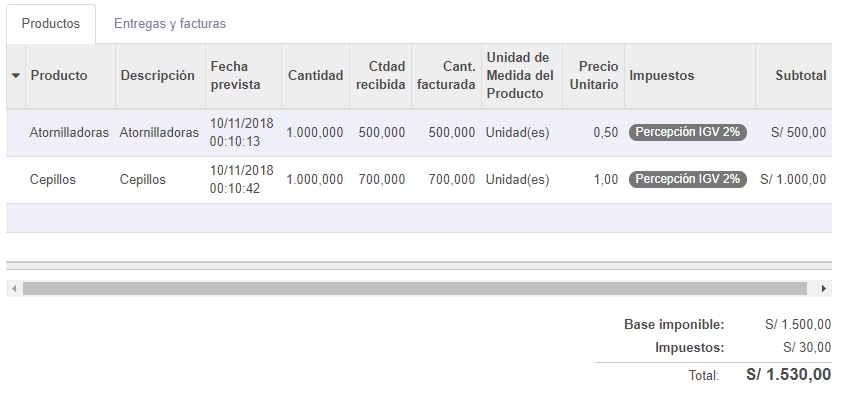 Productos Entregas y facturas
Producto Descripción Fecha prevista Cantidad Ctdad recibida Cant. facturada Unidad de Medida del Producto Precio Unitario Impuestos Subtotal
Atornilladoras Atornilladoras 10/11/2018 00:10:13 1.000,000 500,000 500,000 Unidad(es) 0,50 Percepción IGV 2% S/ 500,00
Cepillos Cepillos 10/11/2018 00:10:42 1.000,000 700,000 700,000 Unidad(es) 1,00 Percepción IGV 2% S/ 1.000,00
Base imponible: S/ 1.500,00
Impuestos: S/ 30,00
Total: S/ 1.530,00